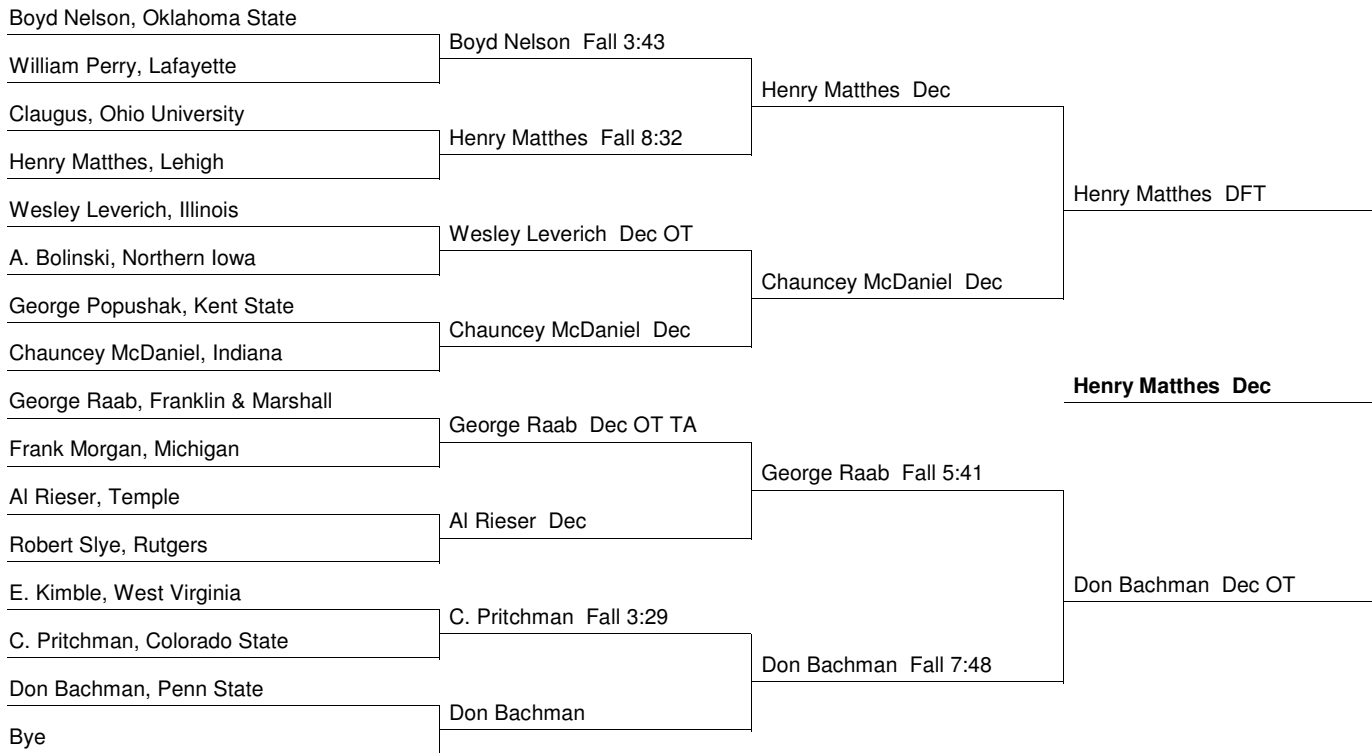 Boyd Nelson, Oklahoma State
William Perry, Lafayette
Claugus, Ohio University
Henry Matthes, Lehigh
Wesley Leverich, Illinois
A. Bolinski, Northern Iowa
George Popushak, Kent State
Chauncey McDaniel, Indiana
George Raab, Franklin & Marshall
Frank Morgan, Michigan
Al Rieser, Temple
Robert Slye, Rutgers
E. Kimble, West Virginia
C. Pritchman, Colorado State
Don Bachman, Penn State
Bye
Boyd Nelson  Fall 3:43
Henry Matthes  Fall 8:32
Wesley Leverich  Dec OT
Chauncey McDaniel  Dec
George Raab  Dec OT TA
Al Rieser  Dec
C. Pritchman  Fall 3:29
Don Bachman
Henry Matthes  Dec
Chauncey McDaniel  Dec
George Raab  Fall 5:41
Don Bachman  Fall 7:48
Henry Matthes  DFT
Don Bachman  Dec OT
Henry Matthes  Dec